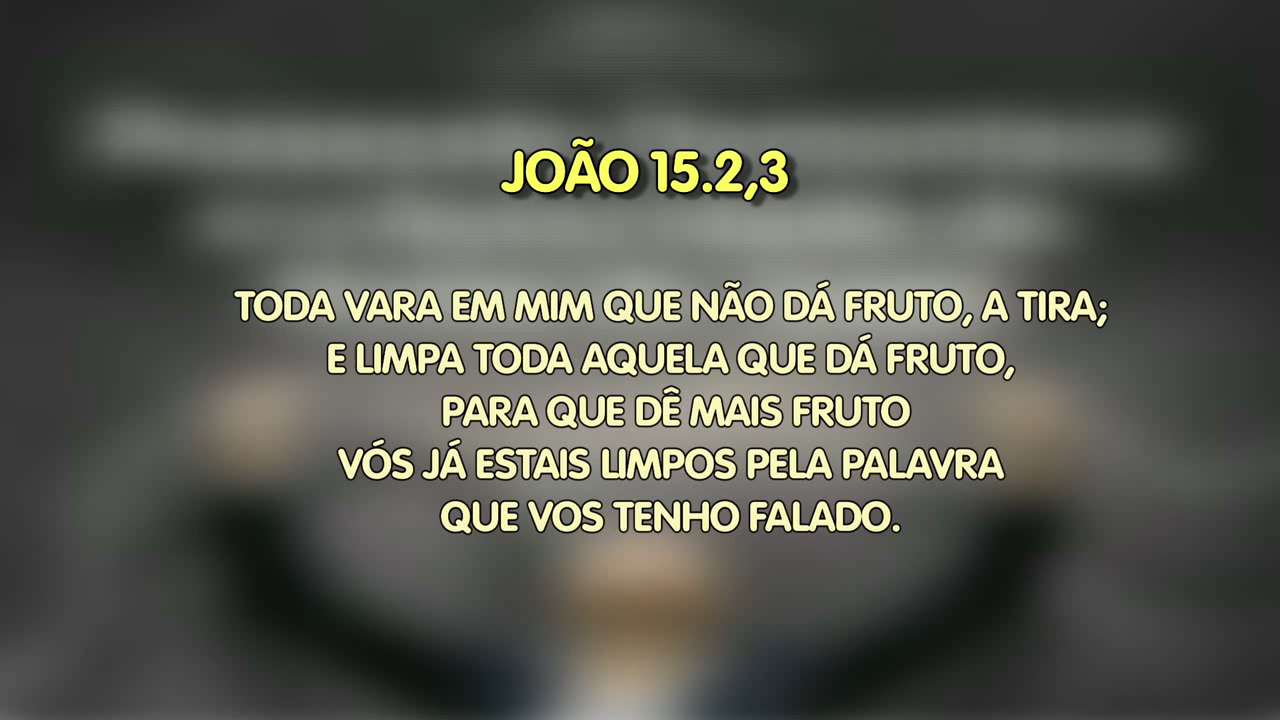 JOÃO 15.2,3
TODA VARA EM MIM QUE NÃO DÁ FRUTO, A TIRA;
E LIMPA TODA AQUELA QUE DÁ FRUTO,
PARA QUE DÊ MAIS FRUTO
VÓS JÁ ESTAIS LIMPOS PELA PALAVRA
QUE VOS TENHO FALADO.